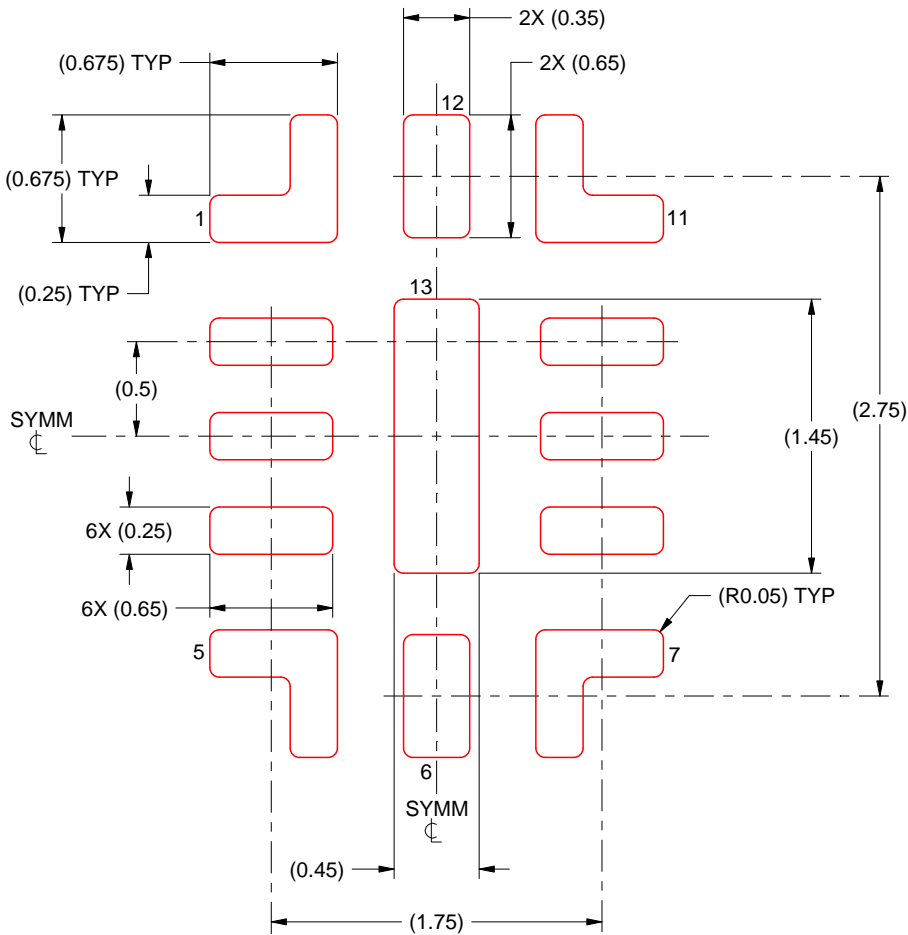 2X (0.35)
(0.675) TYP
2X (0.65)
12
(0.675) TYP
1
11
(0.25) TYP
13
(0.5)
SYMM
℄
(2.75)
(1.45)
6X (0.25)
6X (0.65)
(R0.05) TYP
5
7
6
SYMM
℄
(0.45)
(1.75)